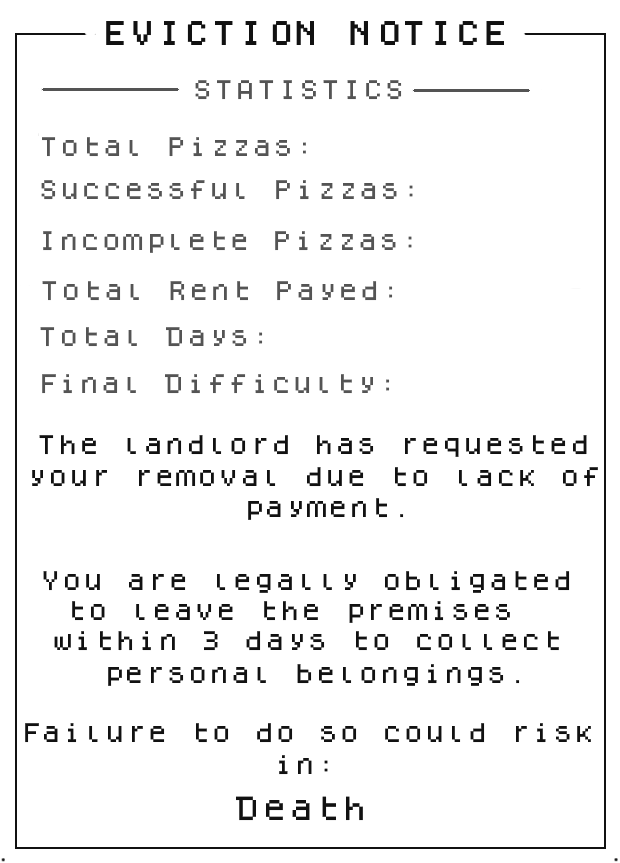 EVICTION NOTICE
STATISTICS
Total Pizzas:
Successful Pizzas:
Incomplete Pizzas:
Total Rent Payed:
Total Days:
Final Difficulty:
The landlord has requested
your removal due to lack of
payment.
You are legally obligated
to leave the premises
within 3 days to collect
personal belongings.
Failure to do so could risk
in:
Death